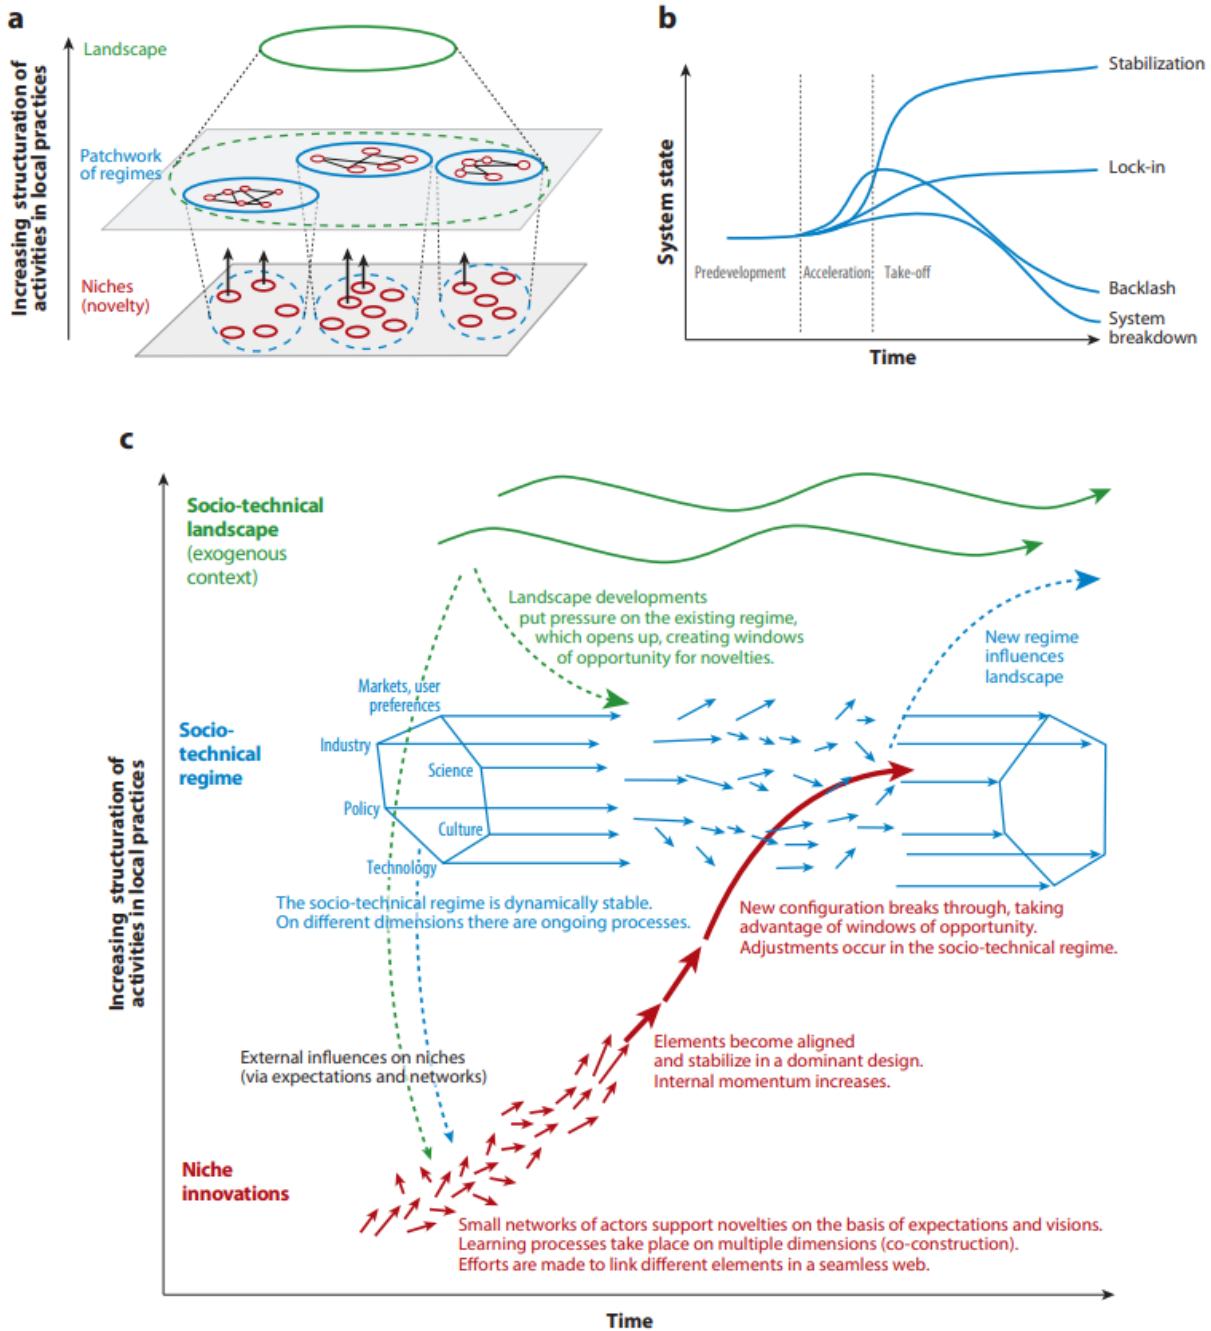 a
Increasing structuration of
activities in local practices
Landscape
Patchwork
of regimes
Niches
(novelty)
b
System state
Stabilization
Lock-in
Predevelopment
Acceleration
Take-off
Backlash
System
breakdown
Time
c
Increasing structuration of
activities in local practices
Socio-technical
landscape
(exogenous
context)
Landscape developments
put pressure on the existing regime,
which opens up, creating windows
of opportunity for novelties.
New regime
influences
landscape
Socio-
technical
regime
Markets, user
preferences
Industry
Science
Policy
Culture
Technology
The socio-technical regime is dynamically stable.
On different dimensions there are ongoing processes.
New configuration breaks through, taking
advantage of windows of opportunity.
Adjustments occur in the socio-technical regime.
External influences on niches
(via expectations and networks)
Elements become aligned
and stabilize in a dominant design.
Internal momentum increases.
Niche
innovations
Small networks of actors support novelties on the basis of expectations and visions.
Learning processes take place on multiple dimensions (co-construction).
Efforts are made to link different elements in a seamless web.
Time